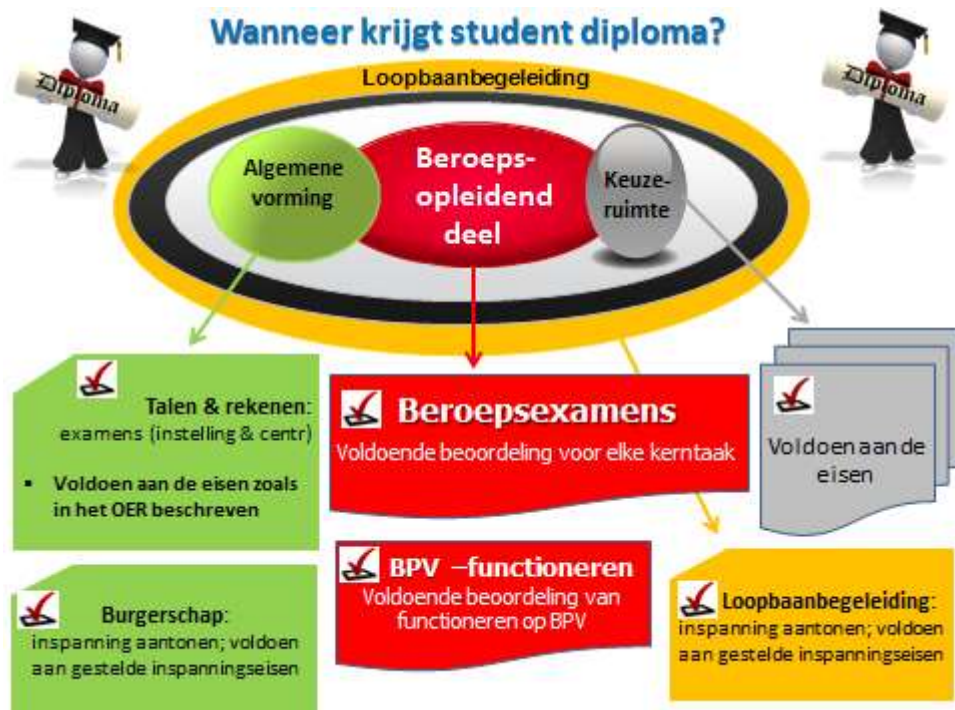 Wanneer krijgt student diploma?
Diploma
Diploma
Loopbaanbegeleiding
Algemene
vorming
Beroeps-
opleidend
deel
Keuze-
ruimte
Talen & rekenen:
examens (instelling & centr)
▪ Voldoen aan de eisen zoals
in het OER beschreven
Beroepsexamens
Voldoende beoordeling voor elke kerntaak
Voldoen aan de
eisen
Burgerschap:
inspanning aantonen; voldoen
aan gestelde inspanningseisen
BPV –functioneren
Voldoende beoordeling van
functioneren op BPV
Loopbaanbegeleiding:
inspanning aantonen; voldoen
aan gestelde inspanningseisen